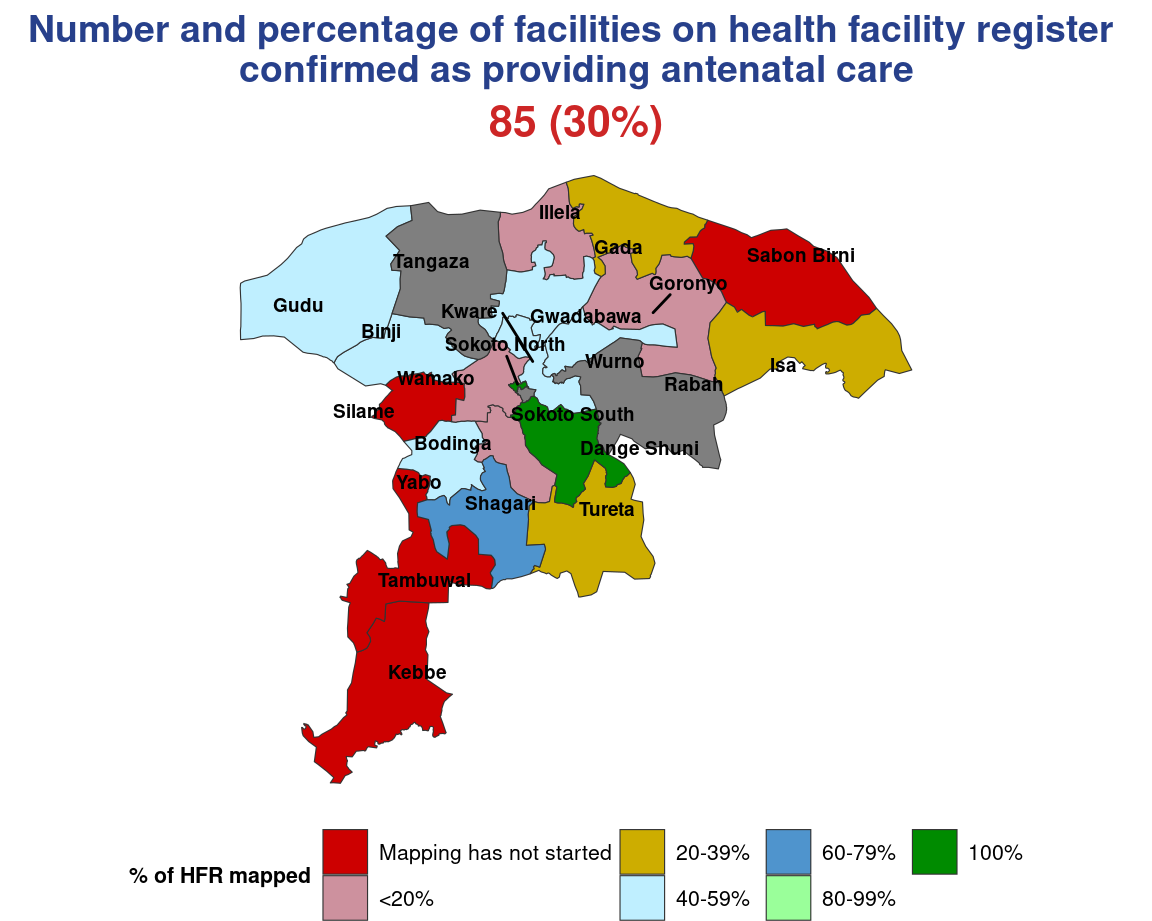 Number and percentage of facilities on health facility register
confirmed as providing antenatal care
85 (30%)
Illela
Gada
Sabon Birni
Tangaza
Goronyo
Gudu
Kware
Gwadabawa
Binji
Sokoto North
Wurno
Isa
Wamako
Rabah
Silame
Sokoto South
Bodinga
Dange Shuni
Yabo
Shagari
Tureta
Tambuwal
Kebbe
% of HFR mapped
Mapping has not started
<20%
20-39%
40-59%
60-79%
80-99%
100%